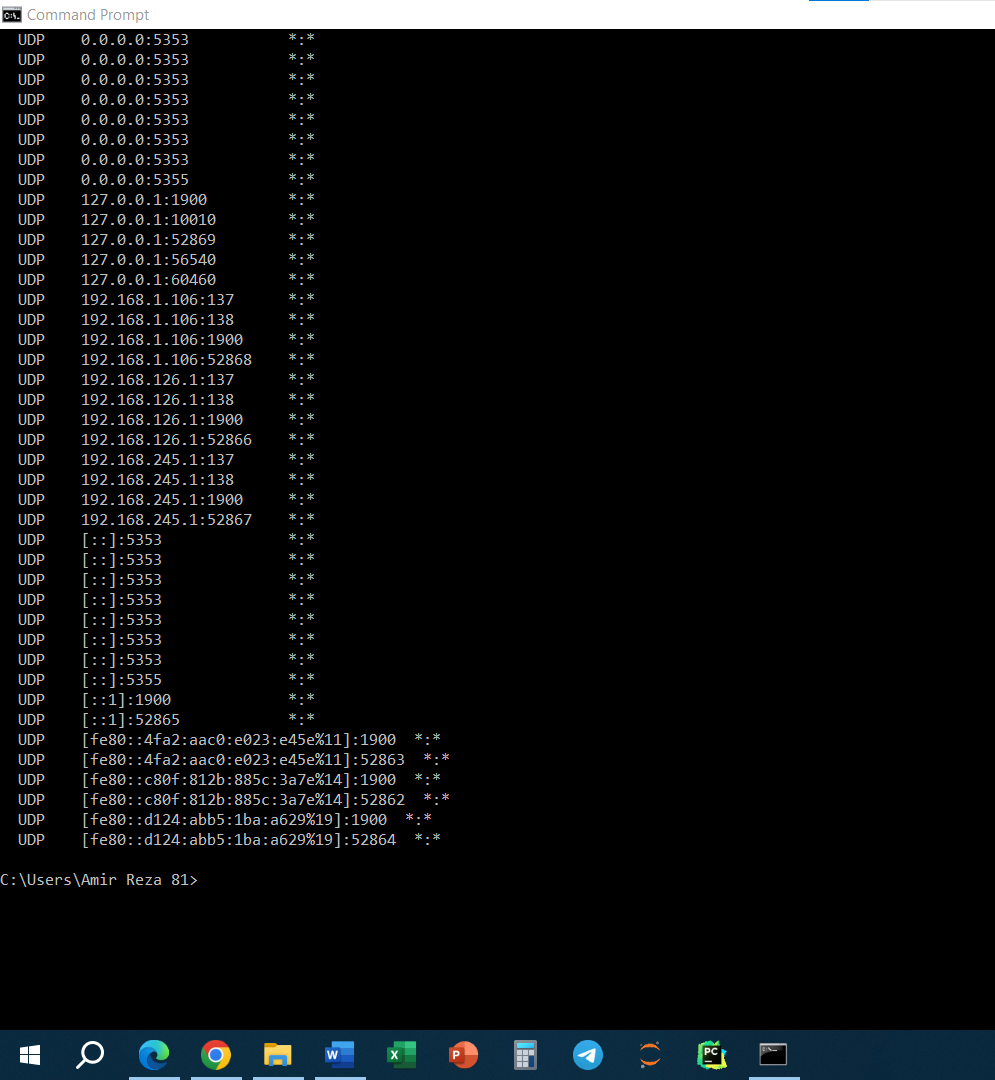 Command Prompt
UDP    0.0.0.0:5353           *:*
UDP    0.0.0.0:5353           *:*
UDP    0.0.0.0:5353           *:*
UDP    0.0.0.0:5353           *:*
UDP    0.0.0.0:5353           *:*
UDP    0.0.0.0:5353           *:*
UDP    0.0.0.0:5353           *:*
UDP    0.0.0.0:5355           *:*
UDP    127.0.0.1:1900         *:*
UDP    127.0.0.1:10010        *:*
UDP    127.0.0.1:52869        *:*
UDP    127.0.0.1:56540        *:*
UDP    127.0.0.1:60460        *:*
UDP    192.168.1.106:137      *:*
UDP    192.168.1.106:138      *:*
UDP    192.168.1.106:1900     *:*
UDP    192.168.1.106:52868    *:*
UDP    192.168.126.1:137      *:*
UDP    192.168.126.1:138      *:*
UDP    192.168.126.1:1900     *:*
UDP    192.168.126.1:52866    *:*
UDP    192.168.245.1:137      *:*
UDP    192.168.245.1:138      *:*
UDP    192.168.245.1:1900     *:*
UDP    192.168.245.1:52867    *:*
UDP    [::]:5353              *:*
UDP    [::]:5353              *:*
UDP    [::]:5353              *:*
UDP    [::]:5353              *:*
UDP    [::]:5353              *:*
UDP    [::]:5353              *:*
UDP    [::]:5353              *:*
UDP    [::]:5355              *:*
UDP    [::1]:1900             *:*
UDP    [::1]:52865            *:*
UDP    [fe80::4fa2:aac0:e023:e45e%11]:1900  *:*
UDP    [fe80::4fa2:aac0:e023:e45e%11]:52863  *:*
UDP    [fe80::c80f:812b:885c:3a7e%14]:1900  *:*
UDP    [fe80::c80f:812b:885c:3a7e%14]:52862  *:*
UDP    [fe80::d124:abb5:1ba:a629%19]:1900  *:*
UDP    [fe80::d124:abb5:1ba:a629%19]:52864  *:*
C:\Users\Amir Reza 81>
W X P PC